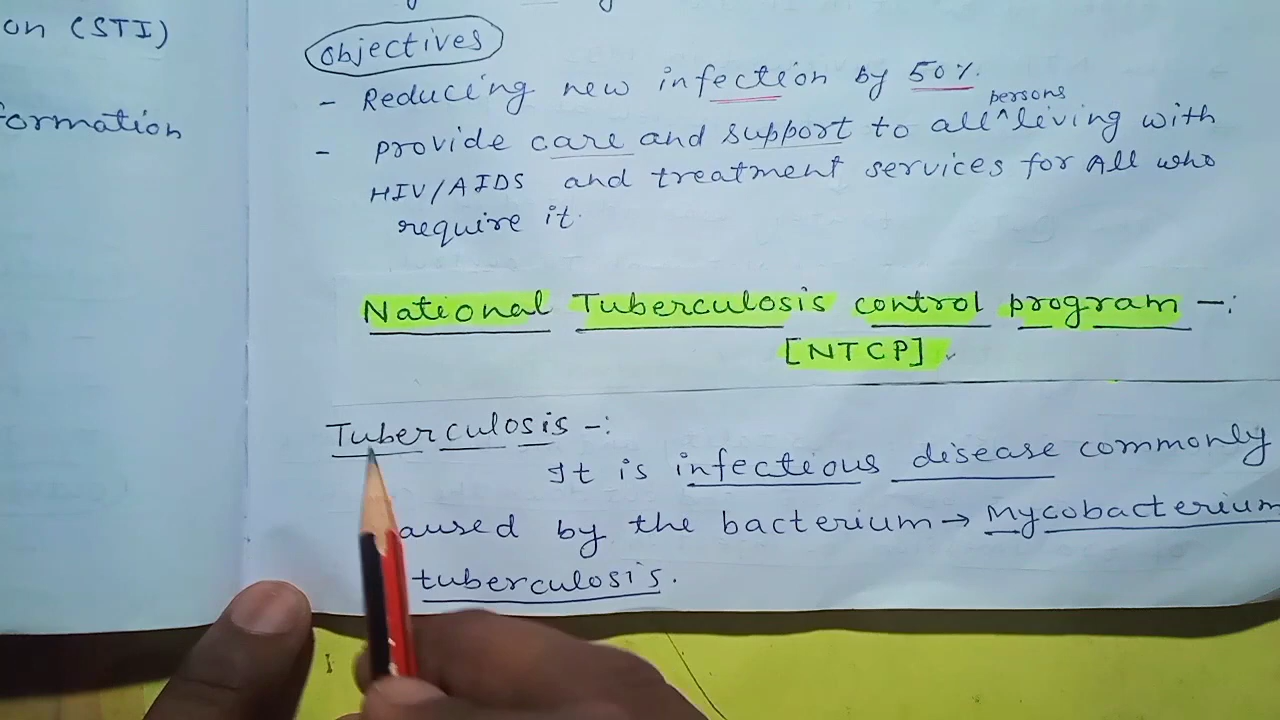 on (STI)
formation
Objectives
- Reducing new infection by 50%.
- provide care and support to all ^persons living with
HIV/AIDS and treatment services for All who
require it.
National Tuberculosis control program -:
[NTCP]
Tuberculosis -:
It is infectious disease commonly
aused by the bacterium → Mycobacterium
tuberculosis.